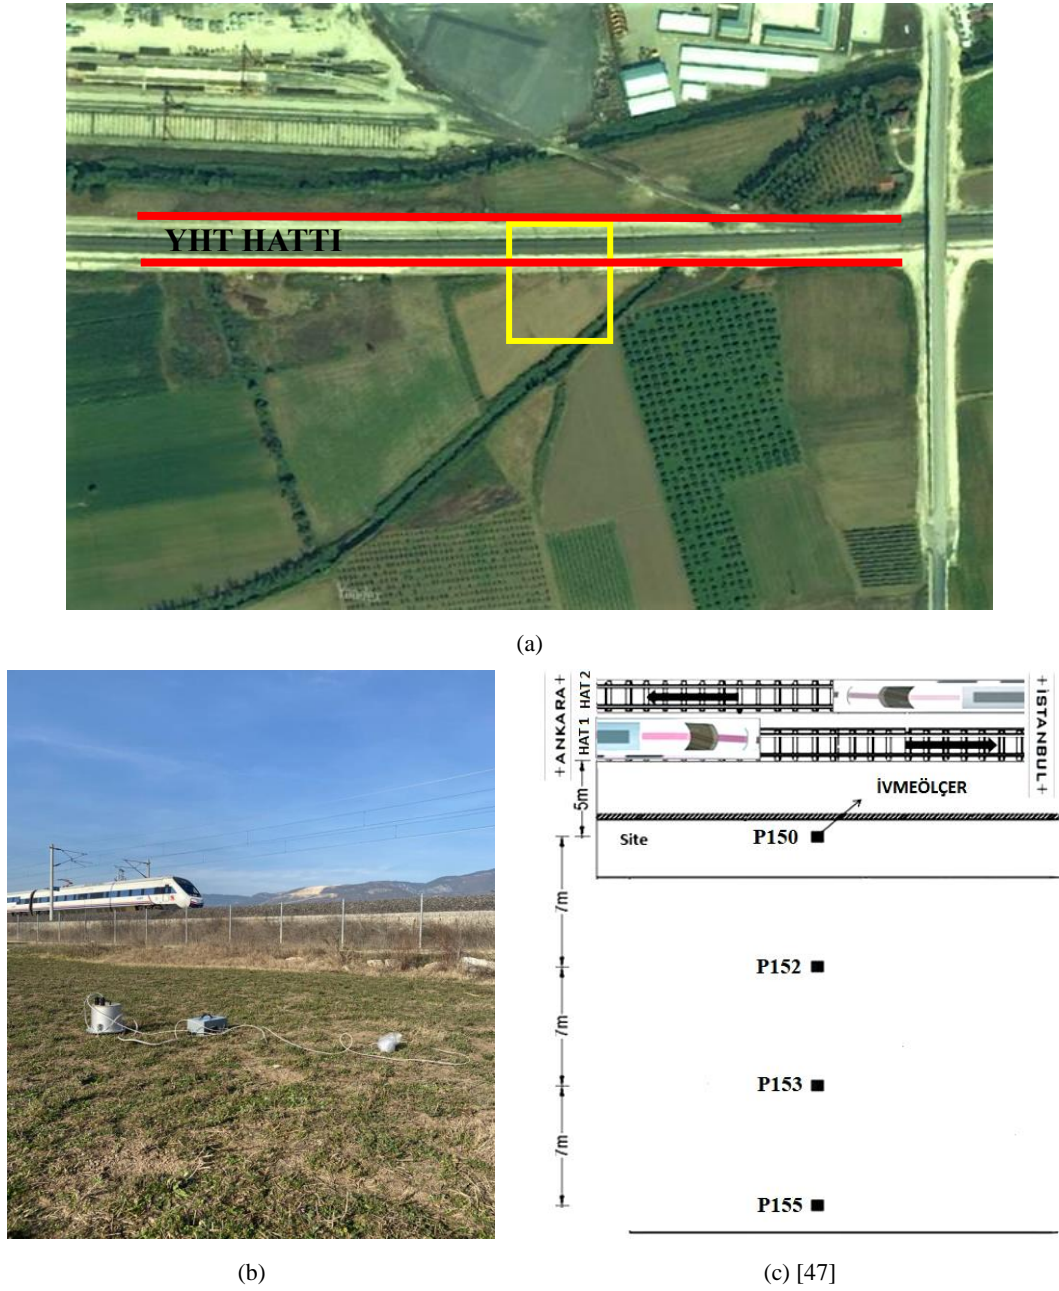 YHT HATTI
Yandex
(a)
+ANKARA+
HAT 1 HAT 2
+İSTANBUL+
5m
İVMEÖLÇER
Site
P150
7m
P152
7m
P153
7m
P155
(b)
(c) [47]